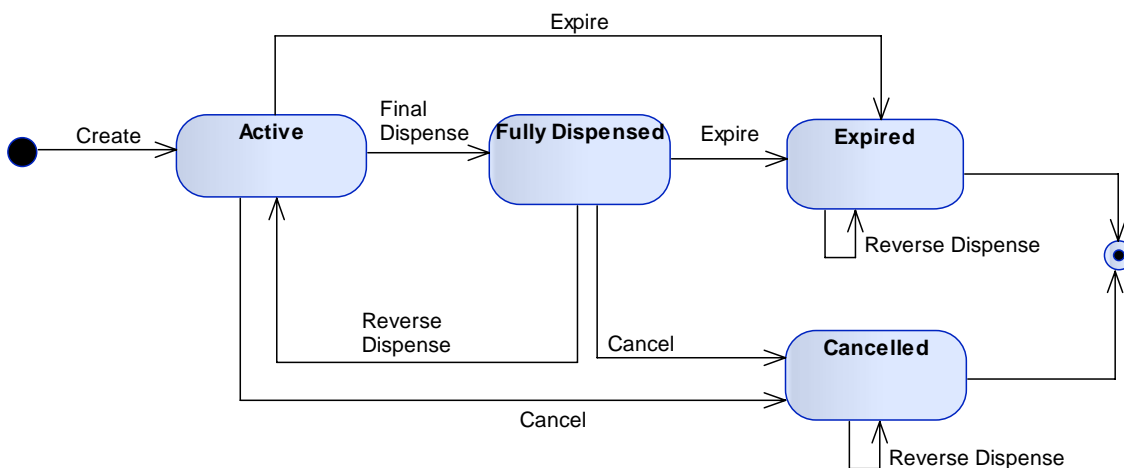 Expire
Final
Dispense
Create
Active
Fully Dispensed
Expire
Expired
Reverse Dispense
Reverse
Dispense
Cancel
Cancelled
Cancel
Reverse Dispense